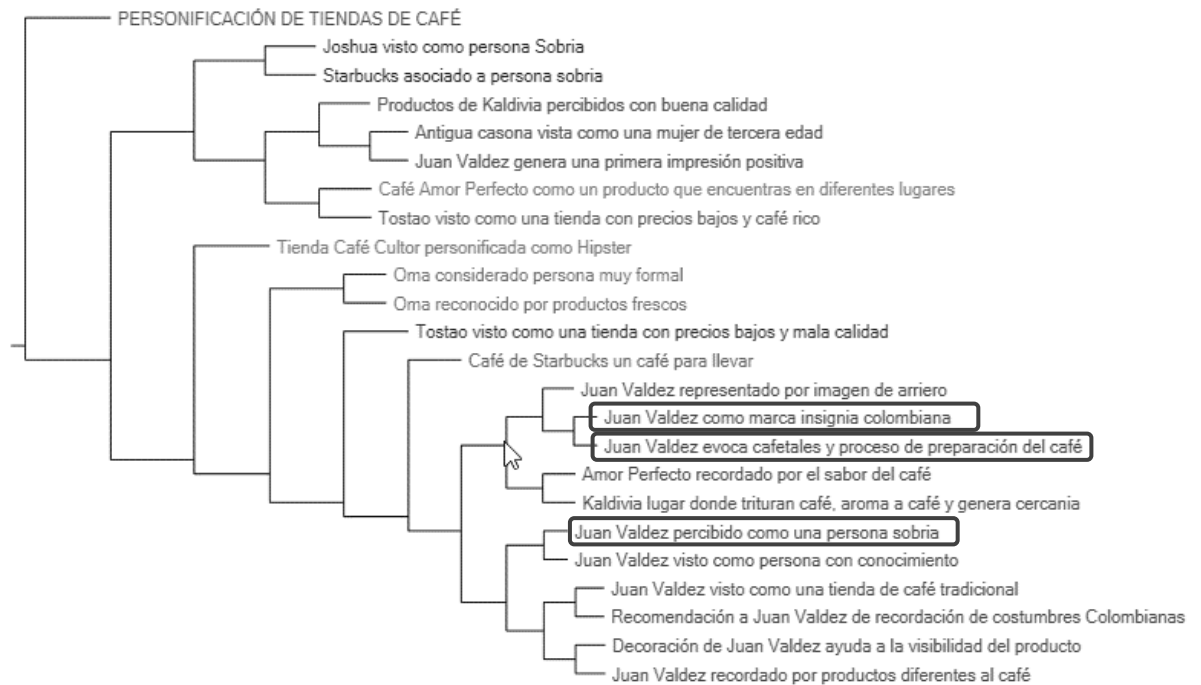 PERSONIFICACIÓN DE TIENDAS DE CAFÉ
Joshua visto como persona Sobria
Starbucks asociado a persona sobria
Productos de Kaldivia percibidos con buena calidad
Antigua casona vista como una mujer de tercera edad
Juan Valdez genera una primera impresión positiva
Café Amor Perfecto como un producto que encuentras en diferentes lugares
Tostao visto como una tienda con precios bajos y café rico
Tienda Café Cultor personificada como Hipster
Oma considerado persona muy formal
Oma reconocido por productos frescos
Tostao visto como una tienda con precios bajos y mala calidad
Café de Starbucks un café para llevar
Juan Valdez representado por imagen de arriero
Juan Valdez como marca insignia colombiana
Juan Valdez evoca cafetales y proceso de preparación del café
Amor Perfecto recordado por el sabor del café
Kaldivia lugar donde trituran café, aroma a café y genera cercania
Juan Valdez percibido como una persona sobria
Juan Valdez visto como persona con conocimiento
Juan Valdez visto como una tienda de café tradicional
Recomendación a Juan Valdez de recordación de costumbres Colombianas
Decoración de Juan Valdez ayuda a la visibilidad del producto
Juan Valdez recordado por productos diferentes al café